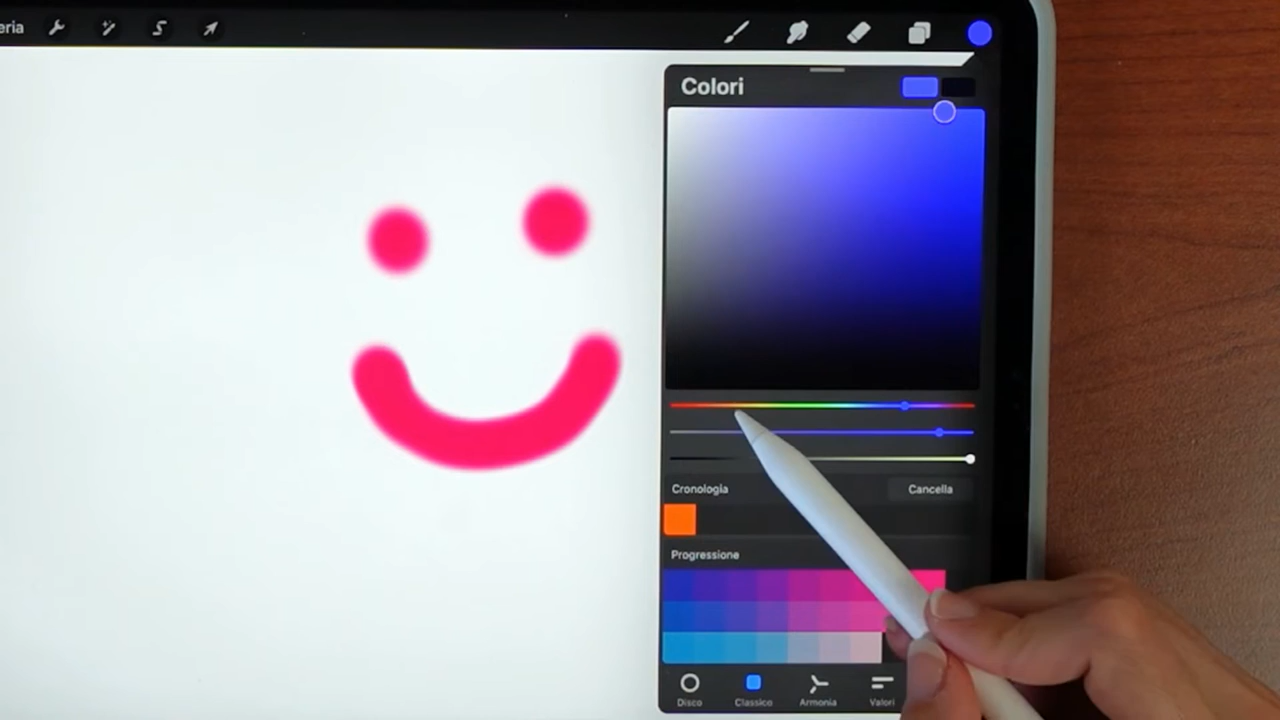 eria
Colori
Cronologia
Cancella
Progressione
Disco
Classico
Armonia
Valori